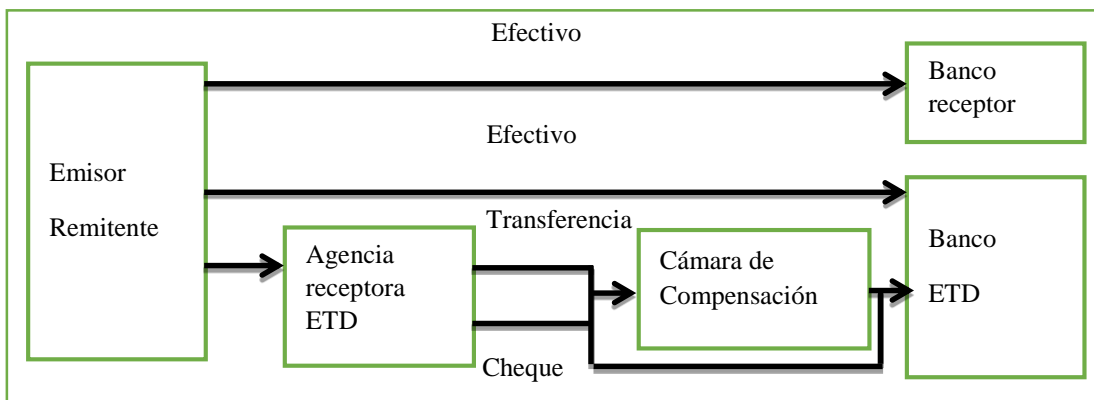 Efectivo
Banco
receptor
Efectivo
Emisor
Remitente
Transferencia
Agencia
receptora
ETD
Cámara de
Compensación
Banco
ETD
Cheque